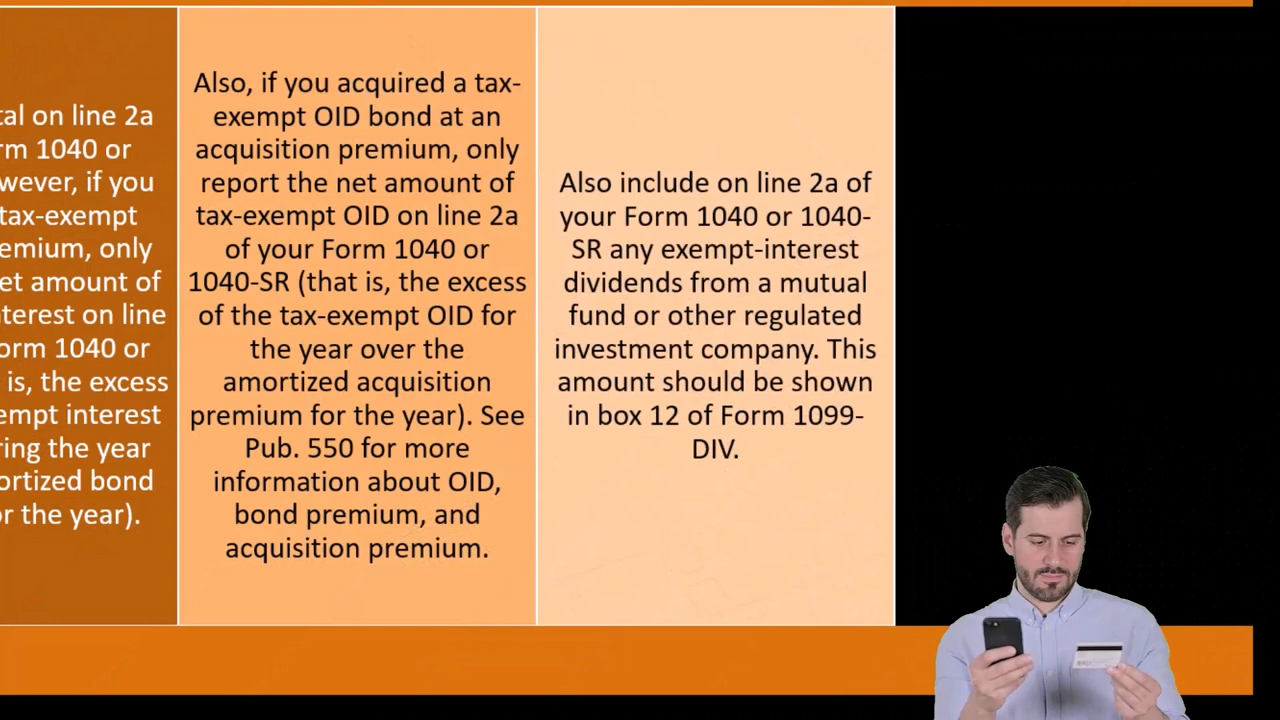 tal on line 2a
rm 1040 or
wever, if you
tax-exempt
emium, only
et amount of
terest on line
orm 1040 or
is, the excess
empt interest
ring the year
ortized bond
or the year).
Also, if you acquired a tax-
exempt OID bond at an
acquisition premium, only
report the net amount of
tax-exempt OID on line 2a
of your Form 1040 or
1040-SR (that is, the excess
of the tax-exempt OID for
the year over the
amortized acquisition
premium for the year). See
Pub. 550 for more
information about OID,
bond premium, and
acquisition premium.
Also include on line 2a of
your Form 1040 or 1040-
SR any exempt-interest
dividends from a mutual
fund or other regulated
investment company. This
amount should be shown
in box 12 of Form 1099-
DIV.